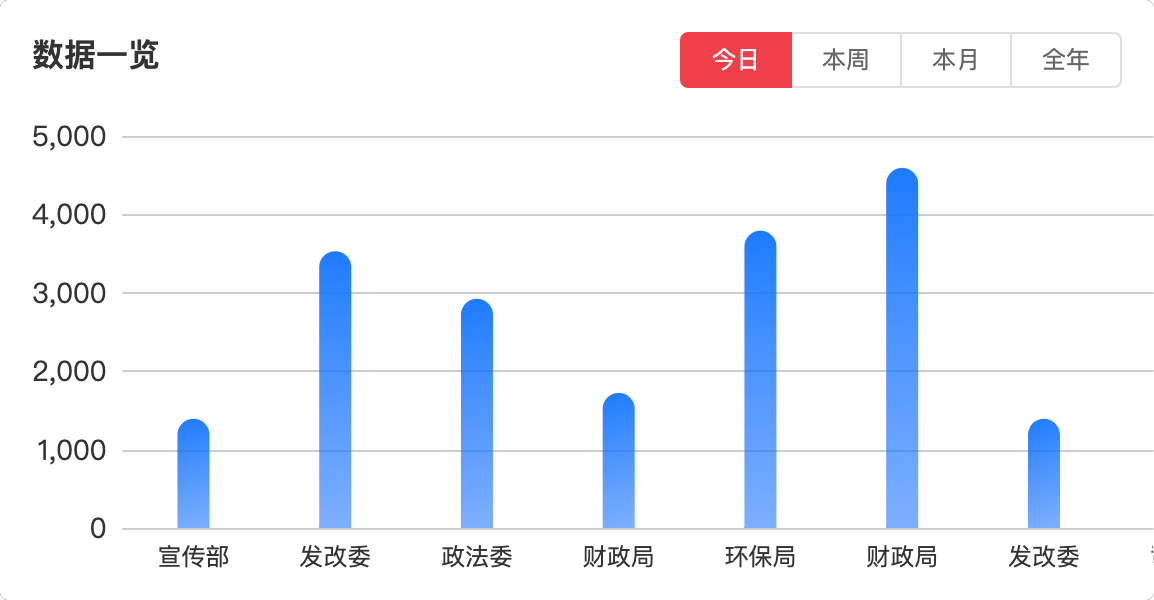 数据一览
今日 本周 本月 全年
5,000
4,000
3,000
2,000
1,000
0
宣传部 发改委 政法委 财政局 环保局 财政局 发改委